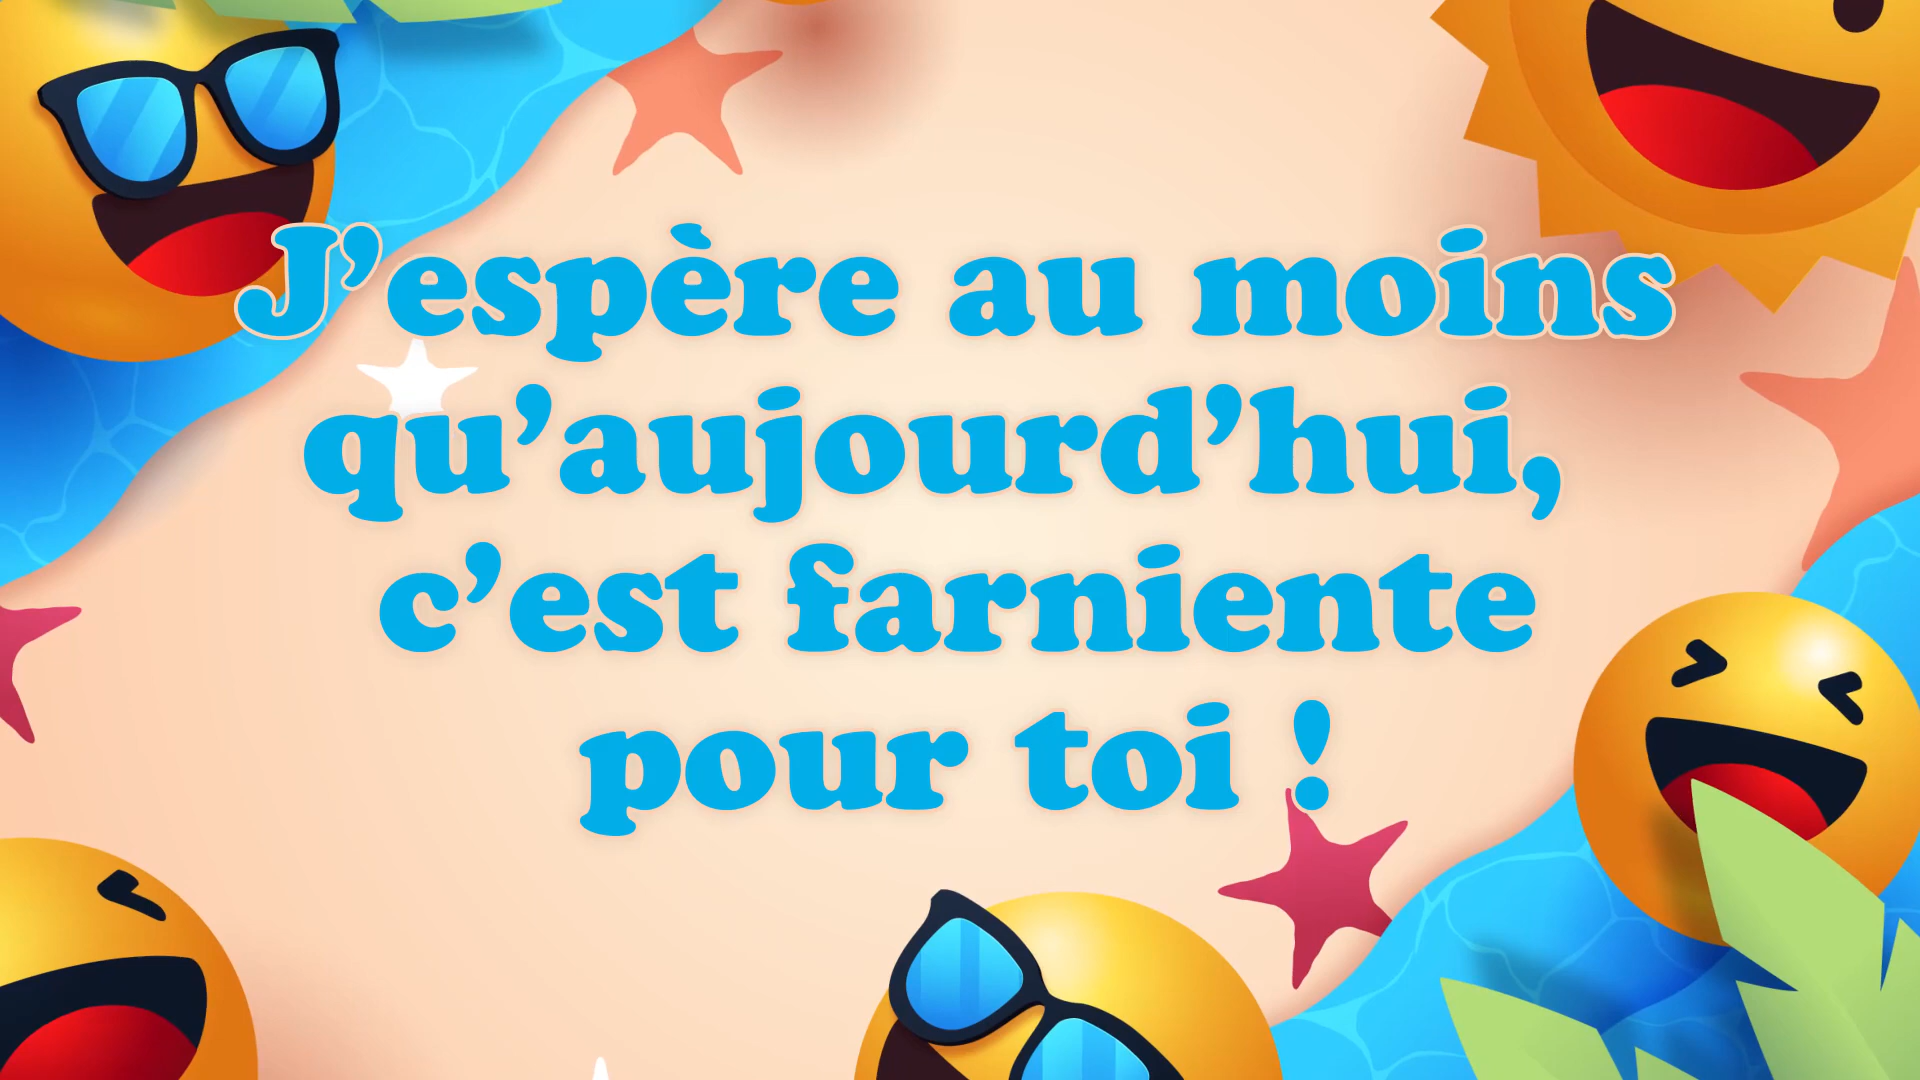 J’espère au moins
qu’aujourd’hui,
c’est farniente
pour toi !